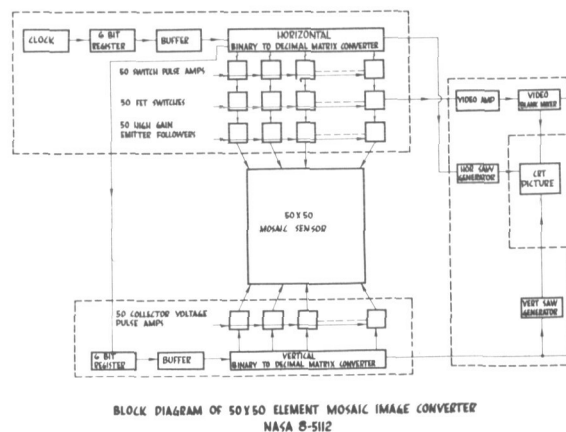 CLOCK
6 BIT
REGISTER
BUFFER
HORIZONTAL
BINARY TO DECIMAL MATRIX CONVERTER
50 SWITCH PULSE AMPS
50 FET SWITCHES
50 HIGH GAIN
EMITTER FOLLOWERS
VIDEO AMP
VIDEO
BLANK MIXER
HOR SAW
GENERATOR
CRT
PICTURE
50 X 50
MOSAIC SENSOR
VERT SAW
GENERATOR
50 COLLECTOR VOLTAGE
PULSE AMPS
6 BIT
REGISTER
BUFFER
VERTICAL
BINARY TO DECIMAL MATRIX CONVERTER
BLOCK DIAGRAM OF 50 X 50 ELEMENT MOSAIC IMAGE CONVERTER
NASA 8-5112